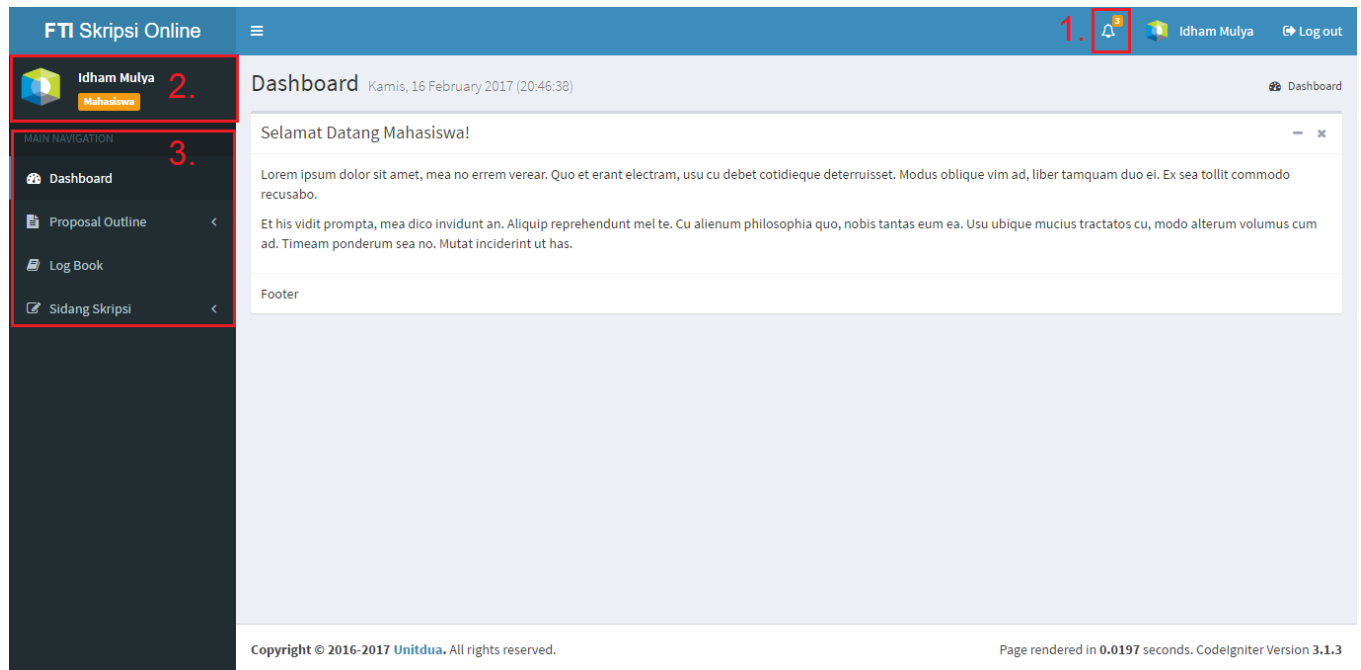 FTI Skripsi Online
1.
3
Idham Mulya
Log out
Idham Mulya
Mahasiswa
2.
MAIN NAVIGATION
3.
Dashboard
Proposal Outline
Log Book
Sidang Skripsi
Dashboard Kamis, 16 February 2017 (20:46:38)
Dashboard
Selamat Datang Mahasiswa!
Lorem ipsum dolor sit amet, mea no errem verear. Quo et erant electram, usu cu debet cotidieque deterruisset. Modus oblique vim ad, liber tamquam duo ei. Ex sea tollit commodo
recusabo.
Et his vidit prompta, mea dico invidunt an. Aliquip reprehendunt mel te. Cu alienum philosophia quo, nobis tantas eum ea. Usu ubique mucius tractatos cu, modo alterum volumus cum
ad. Timeam ponderum sea no. Mutat inciderint ut has.
Footer
Copyright © 2016-2017 Unitdua. All rights reserved.
Page rendered in 0.0197 seconds. CodeIgniter Version 3.1.3